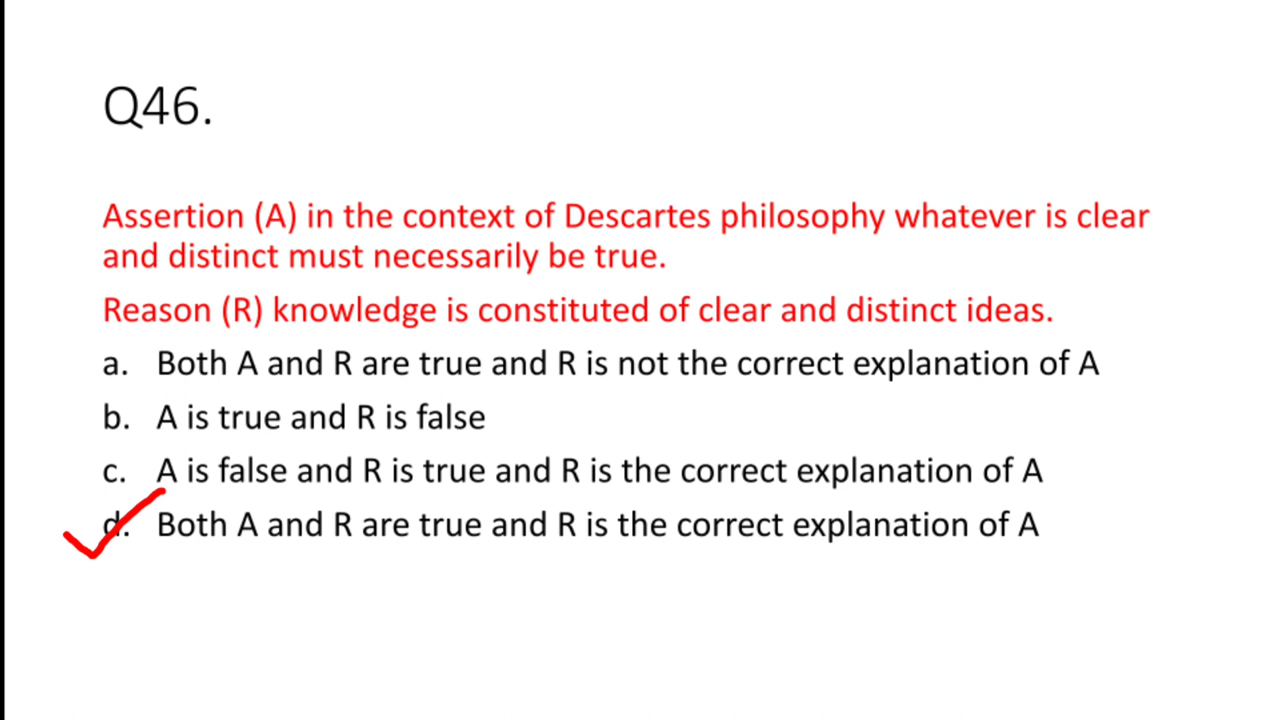 Q46.
Assertion (A) in the context of Descartes philosophy whatever is clear
and distinct must necessarily be true.
Reason (R) knowledge is constituted of clear and distinct ideas.
a. Both A and R are true and R is not the correct explanation of A
b. A is true and R is false
c. A is false and R is true and R is the correct explanation of A
d. Both A and R are true and R is the correct explanation of A